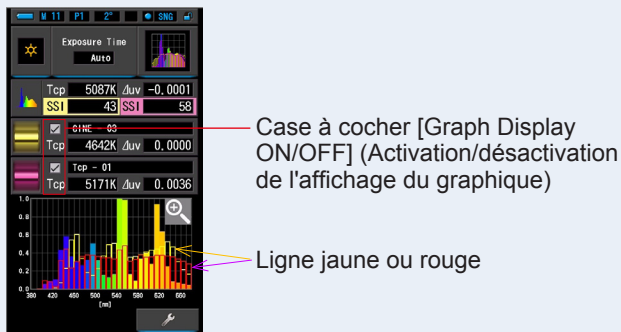 M 11 P1 2° SNG
Exposure Time
Auto
Tcp 5087K ⊿uv -0.0001
SSI 43 SSI 58
CINE - 03
Tcp 4642K ⊿uv 0.0000
Tcp - 01
Tcp 5171K ⊿uv 0.0036
Case à cocher [Graph Display
ON/OFF] (Activation/désactivation
de l'affichage du graphique)
1.0
0.8
0.6
0.4
0.2
0.0
Ligne jaune ou rouge
380 420 460 500 540 580 620 660
[nm]